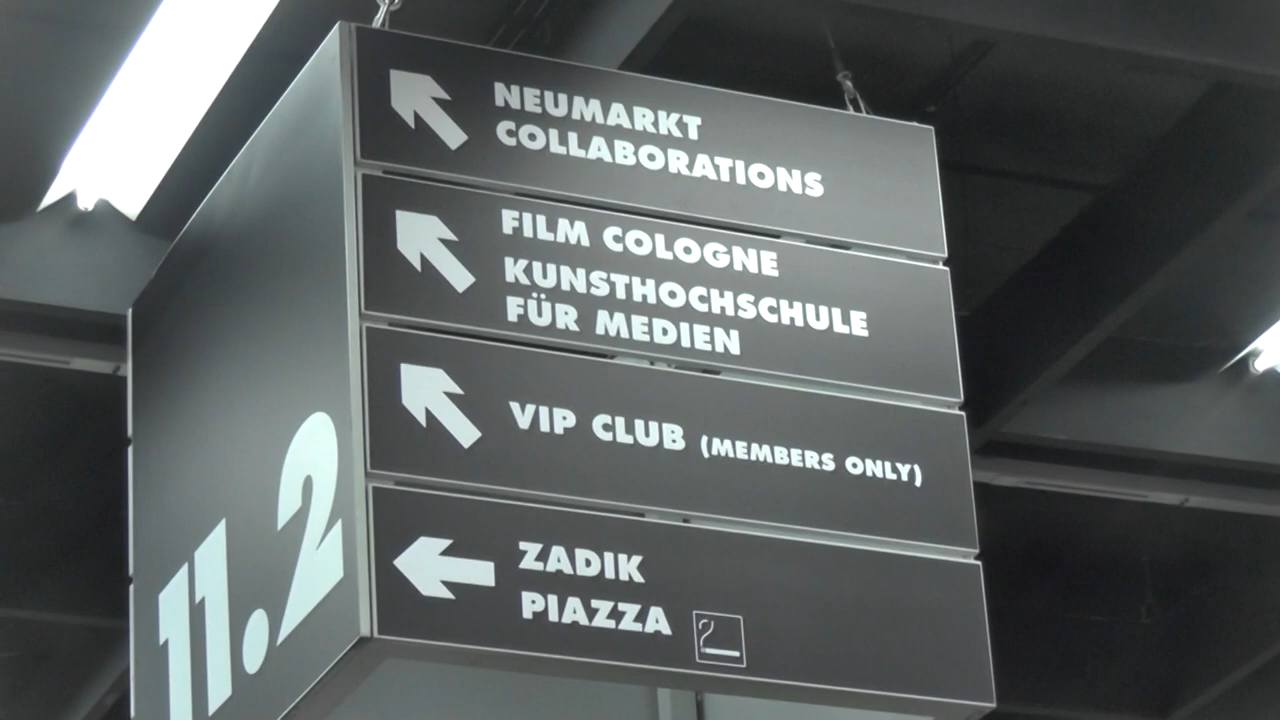 NEUMARKT
COLLABORATIONS
FILM COLOGNE
KUNSTHOCHSCHULE
FÜR MEDIEN
VIP CLUB (MEMBERS ONLY)
ZADIK
PIAZZA
11.2